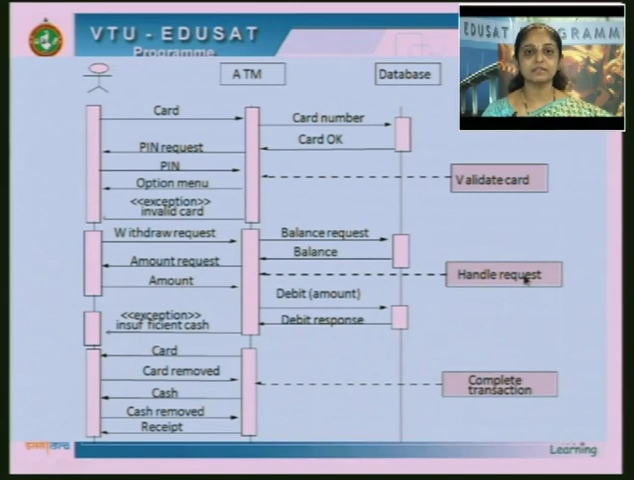 VTU - EDUSAT
Programme
EDUSAT PROGRAMM
ATM
Database
Card
Card number
Card OK
PIN request
PIN
Option menu
<<exception>>
invalid card
Validate card
Withdraw request
Balance request
Balance
Amount request
Amount
Handle request
Debit (amount)
<<exception>>
insufficient cash
Debit response
Card
Card removed
Cash
Cash removed
Receipt
Complete
transaction
Learning